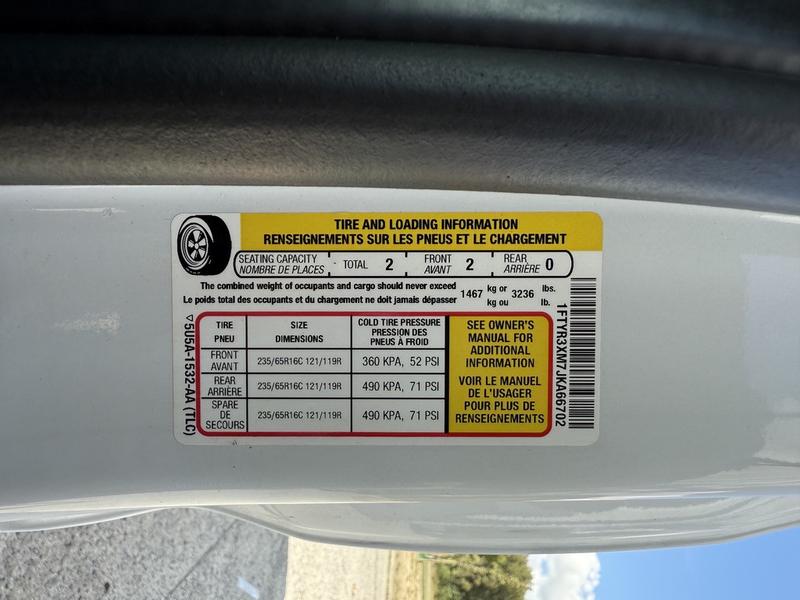 TIRE AND LOADING INFORMATION
RENSEIGNEMENTS SUR LES PNEUS ET LE CHARGEMENT
SEATING CAPACITY TOTAL 2 FRONT 2 REAR 0
NOMBRE DE PLACES AVANT ARRIÈRE
The combined weight of occupants and cargo should never exceed 1467 kg or 3236 lbs.
Le poids total des occupants et du chargement ne doit jamais dépasser kg ou lb.
TIRE SIZE COLD TIRE PRESSURE
PNEU DIMENSIONS PRESSION DES
PNEUS À FROID
FRONT
AVANT 235/65R16C 121/119R 360 KPA, 52 PSI
REAR
ARRIÈRE 235/65R16C 121/119R 490 KPA, 71 PSI
SPARE
DE
SECOURS 235/65R16C 121/119R 490 KPA, 71 PSI
SEE OWNER'S
MANUAL FOR
ADDITIONAL
INFORMATION
VOIR LE MANUEL
DE L'USAGER
POUR PLUS DE
RENSEIGNEMENTS
5U5A-1532-AA (TLC)
1FTYR3XM7JKA66702